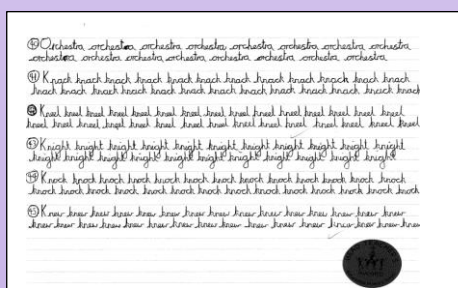 40 Orchestra orchestra orchestra orchestra orchestra orchestra orchestra orchestra
orchestra orchestra orchestra orchestra orchestra orchestra orchestra orchestra
41 Knack knack knack knack knack knack knack knack knack knack knack knack
knack knack knack knack knack knack knack knack knack knack knack knack
Kneel kneel kneel kneel kneel kneel kneel kneel kneel kneel kneel kneel kneel
kneel kneel kneel kneel kneel kneel kneel kneel kneel kneel kneel kneel kneel kneel
43 Knight knight knight knight knight knight knight knight knight knight
knight knight knight knight knight knight knight knight knight knight
44 Knock knock knock knock knock knock knock knock knock knock knock knock
knock knock knock knock knock knock knock knock knock knock knock knock
45 Knew knew knew knew knew knew knew knew knew knew knew knew knew
knew knew knew knew knew knew knew knew knew knew knew knew knew knew